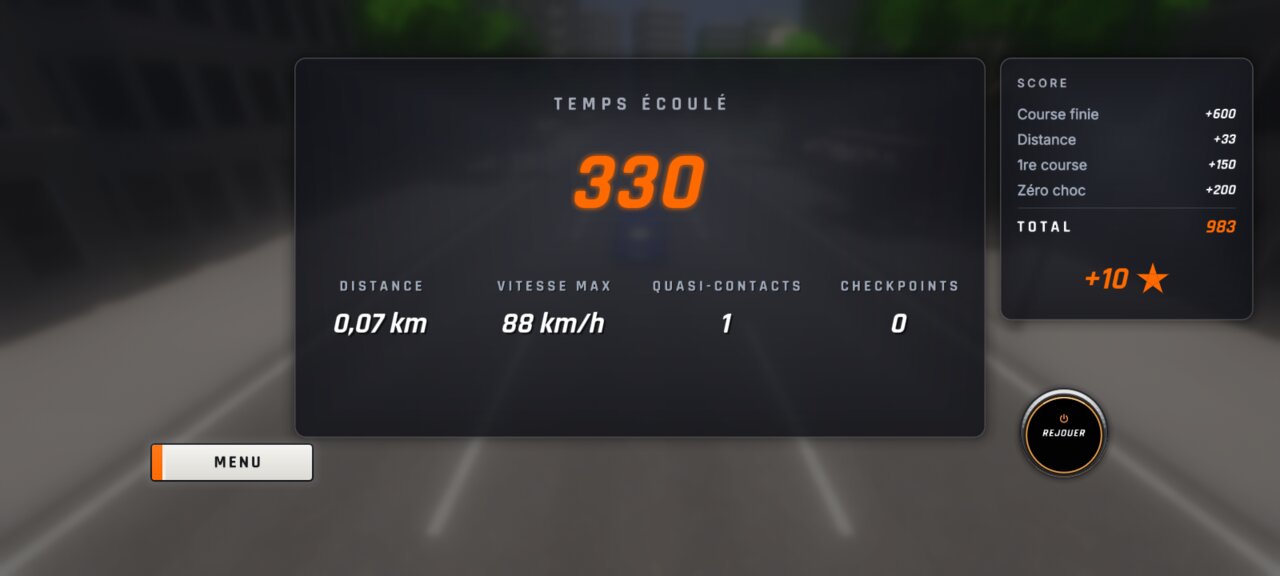 TEMPS ÉCOULÉ
330
DISTANCE VITESSE MAX QUASI-CONTACTS CHECKPOINTS
0,07 km 88 km/h 1 0
SCORE
Course finie +600
Distance +33
1re course +150
Zéro choc +200
TOTAL 983
+10
MENU
REJOUER